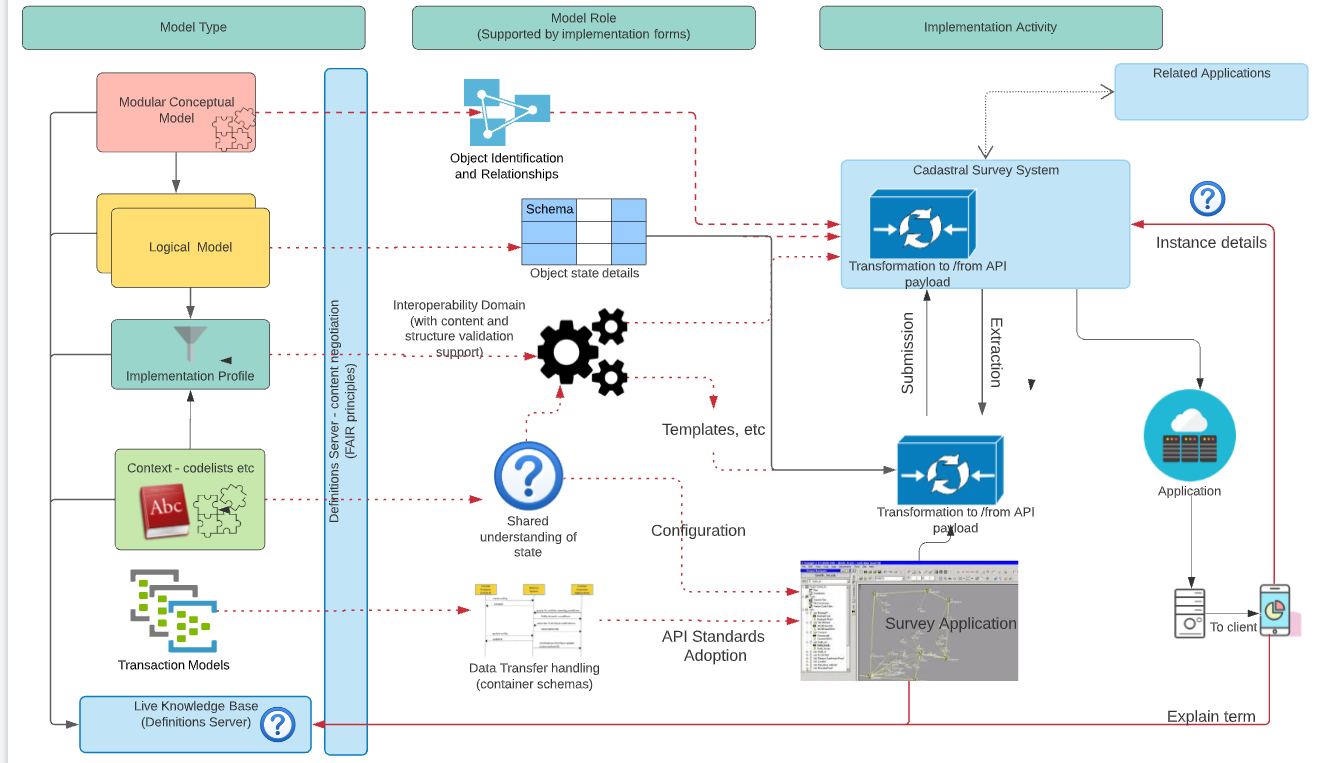 Model Type
Model Role
(Supported by implementation forms)
Implementation Activity
Related Applications
Modular Conceptual
Model
Object Identification
and Relationships
Cadastral Survey System
Transformation to /from API
payload
Instance details
Schema
Object state details
Logical Model
Interoperability Domain
(with content and
structure validation
support)
Implementation Profile
Definitions Server - content negotiation
(FAIR principles)
Submission
Extraction
Templates, etc
Context - codelists etc
Abc
Shared
understanding of
state
Configuration
Transformation to /from API
payload
Application
Transaction Models
Data Transfer handling
(container schemas)
API Standards
Adoption
Survey Application
To client
Live Knowledge Base
(Definitions Server)
Explain term